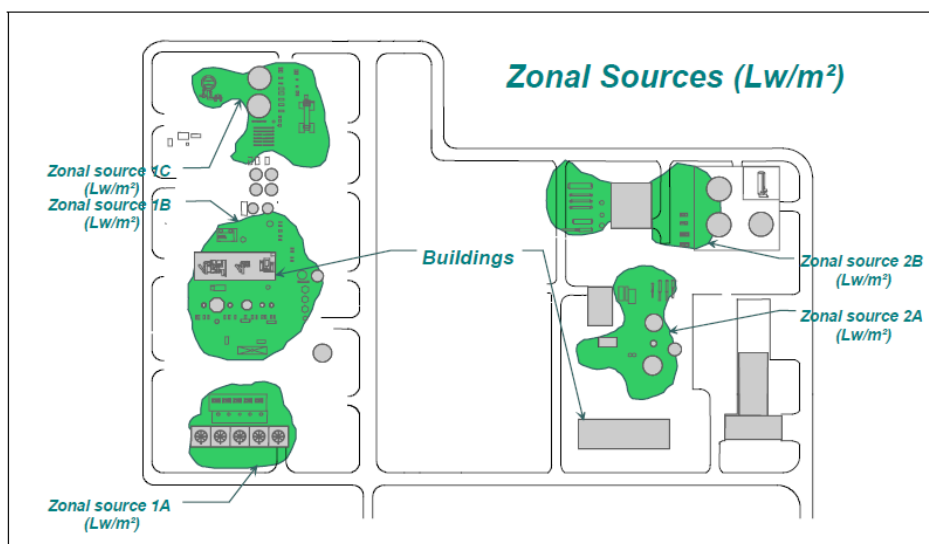 Zonal Sources (Lw/m²)
Zonal source 1C
(Lw/m²)
Zonal source 1B
(Lw/m²)
Buildings
Zonal source 2B
(Lw/m²)
Zonal source 2A
(Lw/m²)
Zonal source 1A
(Lw/m²)